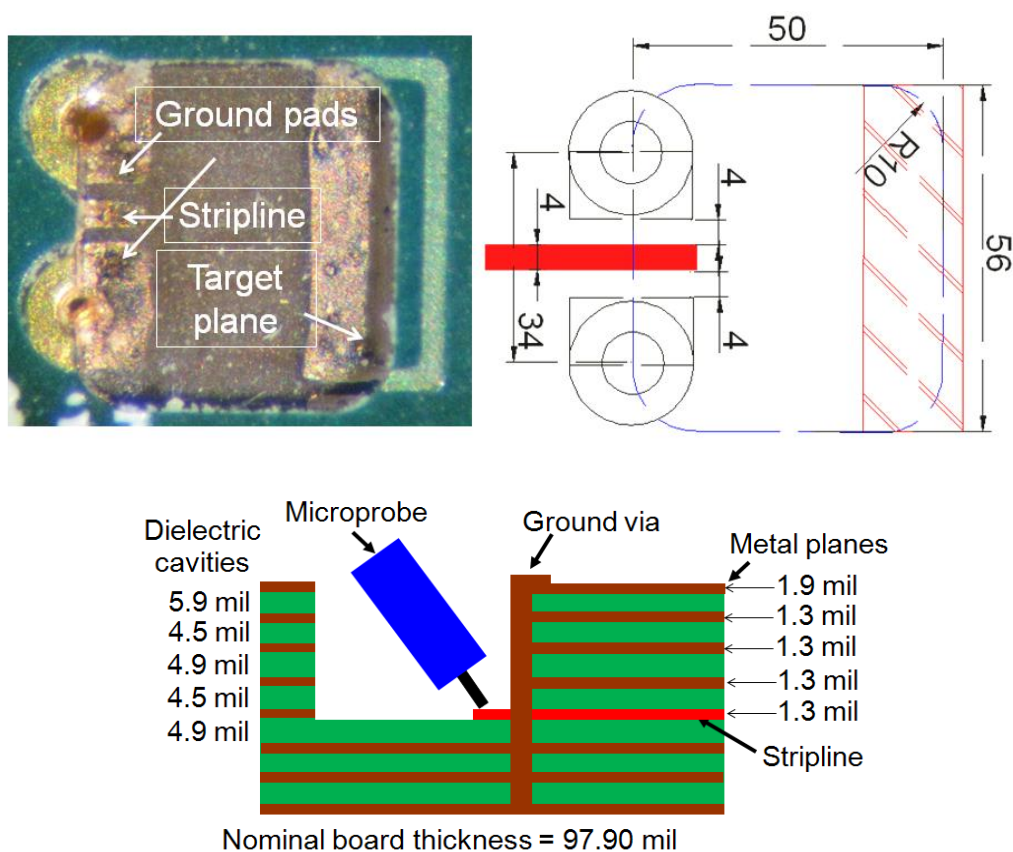 Ground pads
Stripline
Target
plane
50
R10
4
4
56
34
4
Microprobe
Ground via
Dielectric
cavities
Metal planes
5.9 mil
4.5 mil
4.9 mil
4.5 mil
4.9 mil
1.9 mil
1.3 mil
1.3 mil
1.3 mil
1.3 mil
Stripline
Nominal board thickness = 97.90 mil